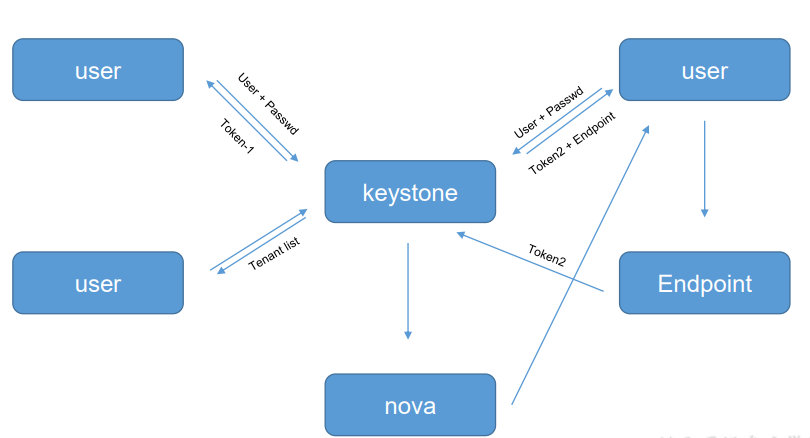 user
user
User + Passwd
Token-1
User + Passwd
Token2 + Endpoint
keystone
Tenant list
Token2
user
Endpoint
nova